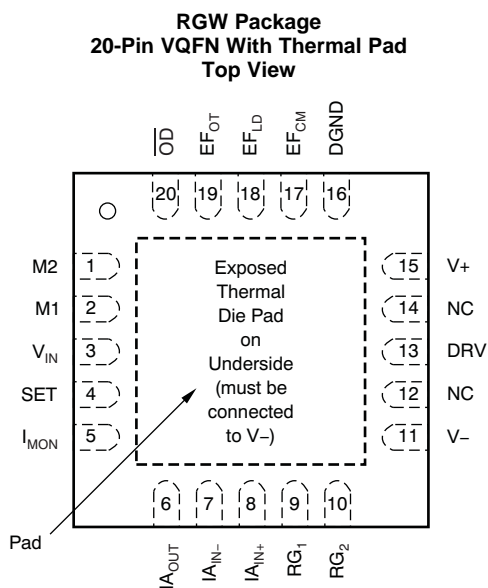 RGW Package
20-Pin VQFN With Thermal Pad
Top View
OD EF_OT EF_LD EF_CM DGND
20 19 18 17 16
M2 1
M1 2
V_IN 3
SET 4
I_MON 5
Exposed
Thermal
Die Pad
on
Underside
(must be
connected
to V–)
15 V+
14 NC
13 DRV
12 NC
11 V–
6 7 8 9 10
Pad
IA_OUT IA_IN– IA_IN+ RG_1 RG_2